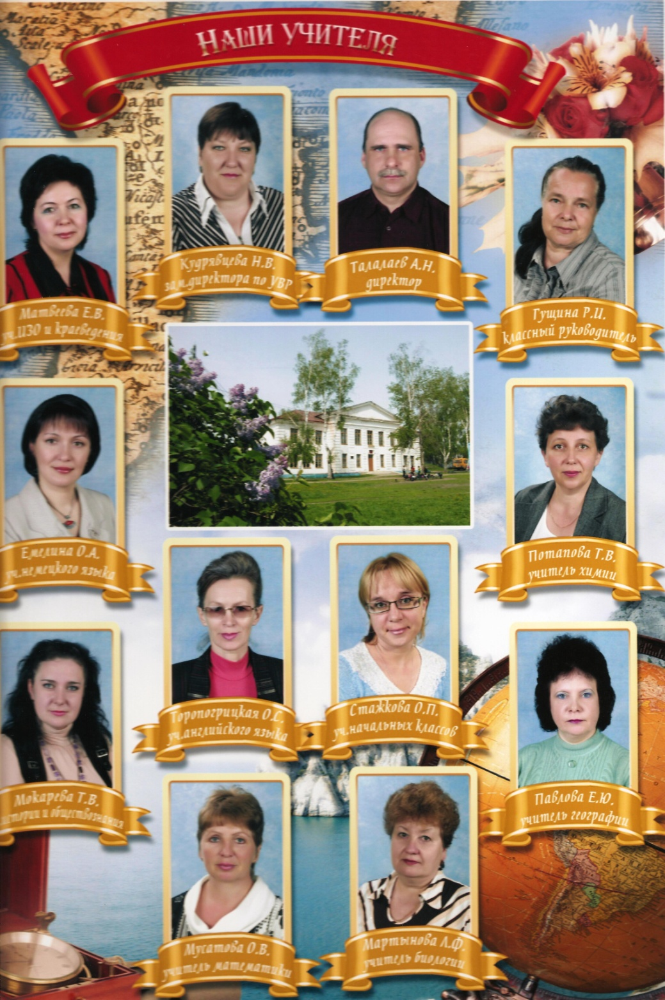 Наши учителя
Кудрявцева Н.В.
зам.директора по УВР
Талалаев А.Н.
директор
Матвеева Е.В.
уч.ИЗО и краеведения
Гущина Р.И.
классный руководитель
Емелина О.А.
уч.немецкого языка
Потапова Т.В.
учитель химии
Торопогрицкая О.С.
уч.английского языка
Стажкова О.П.
уч.начальных классов
Мокарева Т.В.
истории и обществознания
Павлова Е.Ю.
учитель географии
Мусатова О.В.
учитель математики
Мартынова Л.Ф.
учитель биологии